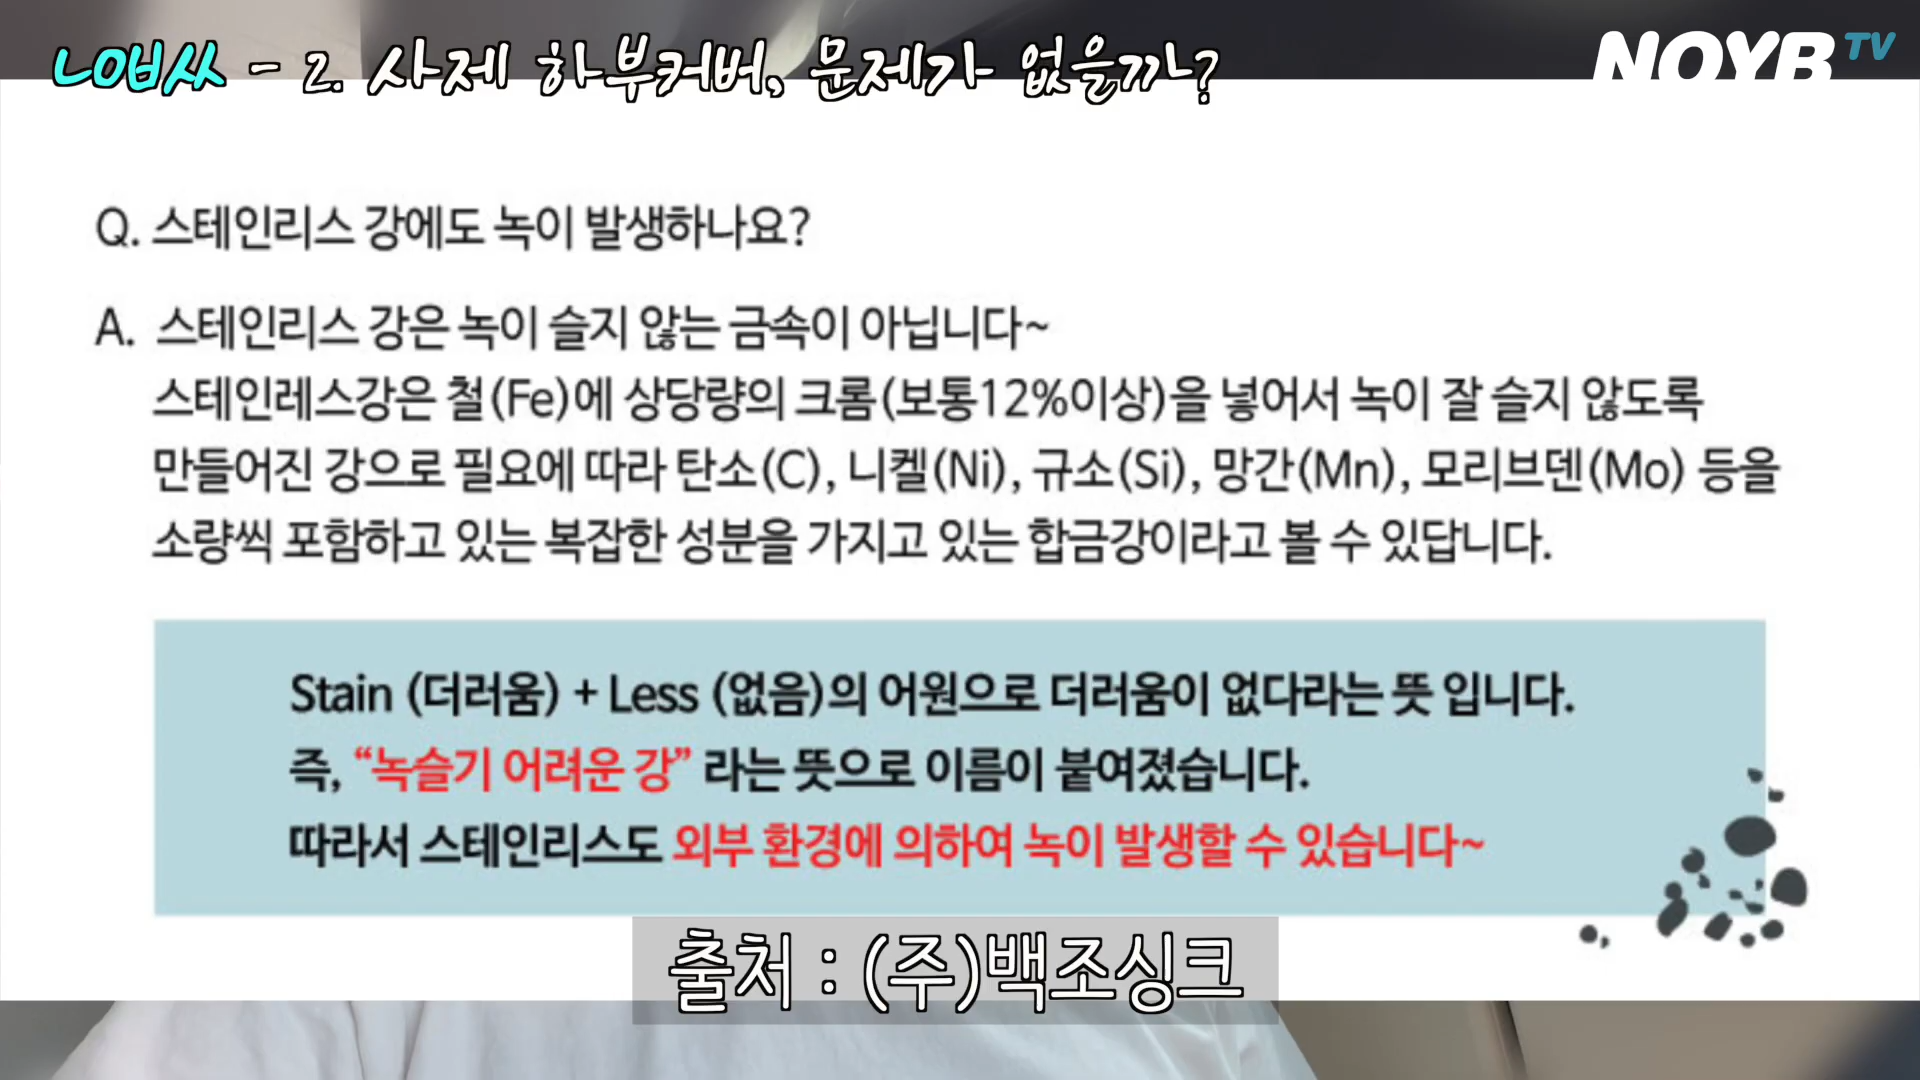 노브쓰 - 2. 사제 하부커버, 문제가 없을까?
NOYB TV
Q. 스테인리스 강에도 녹이 발생하나요?
A. 스테인리스 강은 녹이 슬지 않는 금속이 아닙니다~
스테인레스강은 철(Fe)에 상당량의 크롬(보통12%이상)을 넣어서 녹이 잘 슬지 않도록
만들어진 강으로 필요에 따라 탄소(C), 니켈(Ni), 규소(Si), 망간(Mn), 모리브덴(Mo) 등을
소량씩 포함하고 있는 복잡한 성분을 가지고 있는 합금강이라고 볼 수 있답니다.
Stain (더러움) + Less (없음)의 어원으로 더러움이 없다라는 뜻 입니다.
즉, “녹슬기 어려운 강” 라는 뜻으로 이름이 붙여졌습니다.
따라서 스테인리스도 외부 환경에 의하여 녹이 발생할 수 있습니다~
출처 : (주)백조싱크